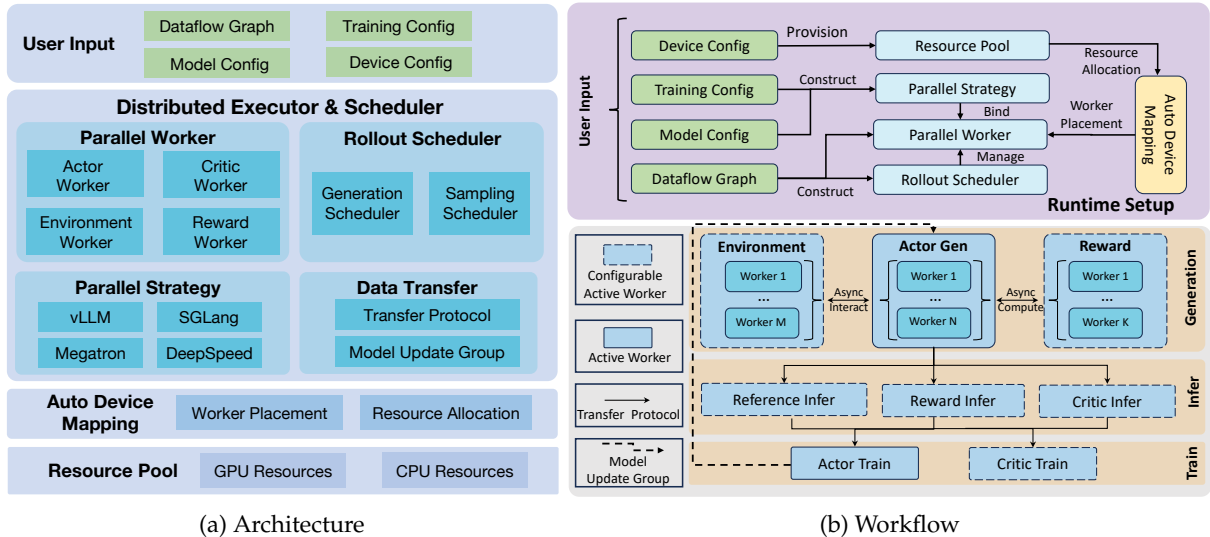 User Input
Dataflow Graph
Training Config
Model Config
Device Config
Distributed Executor & Scheduler
Parallel Worker
Actor
Worker
Critic
Worker
Environment
Worker
Reward
Worker
Rollout Scheduler
Generation
Scheduler
Sampling
Scheduler
Parallel Strategy
vLLM
SGLang
Megatron
DeepSpeed
Data Transfer
Transfer Protocol
Model Update Group
Auto Device
Mapping
Worker Placement
Resource Allocation
Resource Pool
GPU Resources
CPU Resources
(a) Architecture
User Input
Device Config
Training Config
Model Config
Dataflow Graph
Provision
Construct
Construct
Resource Pool
Parallel Strategy
Bind
Parallel Worker
Manage
Rollout Scheduler
Resource
Allocation
Worker
Placement
Auto Device
Mapping
Runtime Setup
Configurable
Active Worker
Active Worker
Transfer Protocol
Model
Update Group
Environment
Worker 1
...
Worker M
Async
Interact
Actor Gen
Worker 1
...
Worker N
Async
Compute
Reward
Worker 1
...
Worker K
Generation
Reference Infer
Reward Infer
Critic Infer
Infer
Actor Train
Critic Train
Train
(b) Workflow